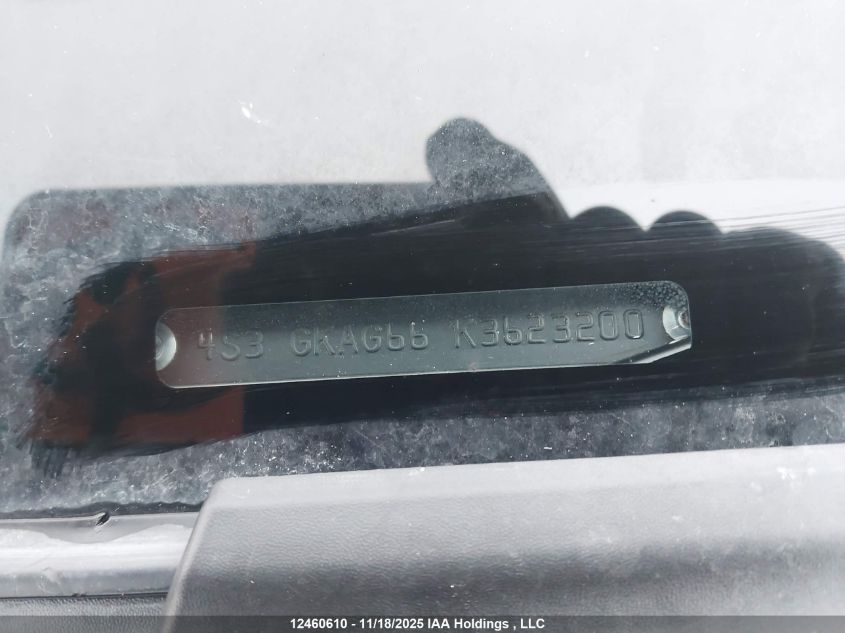 4S3 GKAG66 K3623200
12460610 - 11/18/2025 IAA Holdings , LLC